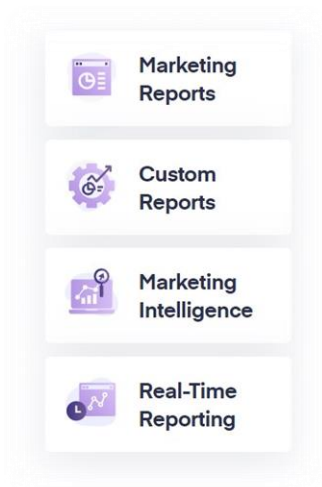 Marketing
Reports
Custom
Reports
Marketing
Intelligence
Real-Time
Reporting